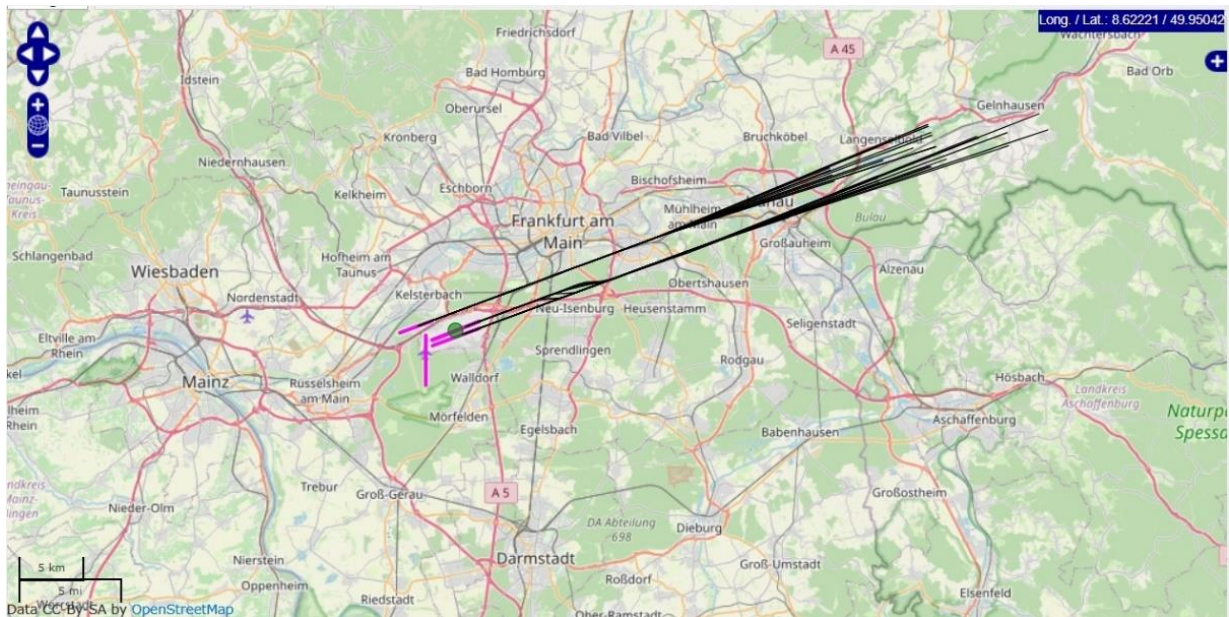 Long. / Lat.: 8.62221 / 49.95042
Friedrichsdorf
A 45
Wächtersbach
Bad Orb
Idstein
Bad Homburg
Oberursel
Gelnhausen
Kronberg
Bad Vilbel
Bruchköbel
Langenselbold
Niedernhausen
Taunusstein
Eschborn
Kelkheim
Bischofsheim
Mühlheim
am Main
Frankfurt am
Main
Bulau
Großauheim
Schlangenbad
Wiesbaden
Hofheim am
Taunus
Alzenau
Nordenstadt
Kelsterbach
Obertshausen
Neu-Isenburg
Heusenstamm
Seligenstadt
Eltville am
Rhein
Sprendlingen
Rodgau
Mainz
Rüsselsheim
am Main
Walldorf
Hösbach
Landkreis
Aschaffenburg
Mörfelden
Egelsbach
Babenhausen
Aschaffenburg
Trebur
Groß-Gerau
A 5
Großostheim
Nieder-Olm
DA Abteilung
698
Dieburg
Darmstadt
Groß-Umstadt
Nierstein
Oppenheim
Riedstadt
Roßdorf
Ober-Ramstadt
Elsenfeld
5 km
5 mi
Data CC-By-SA by OpenStreetMap